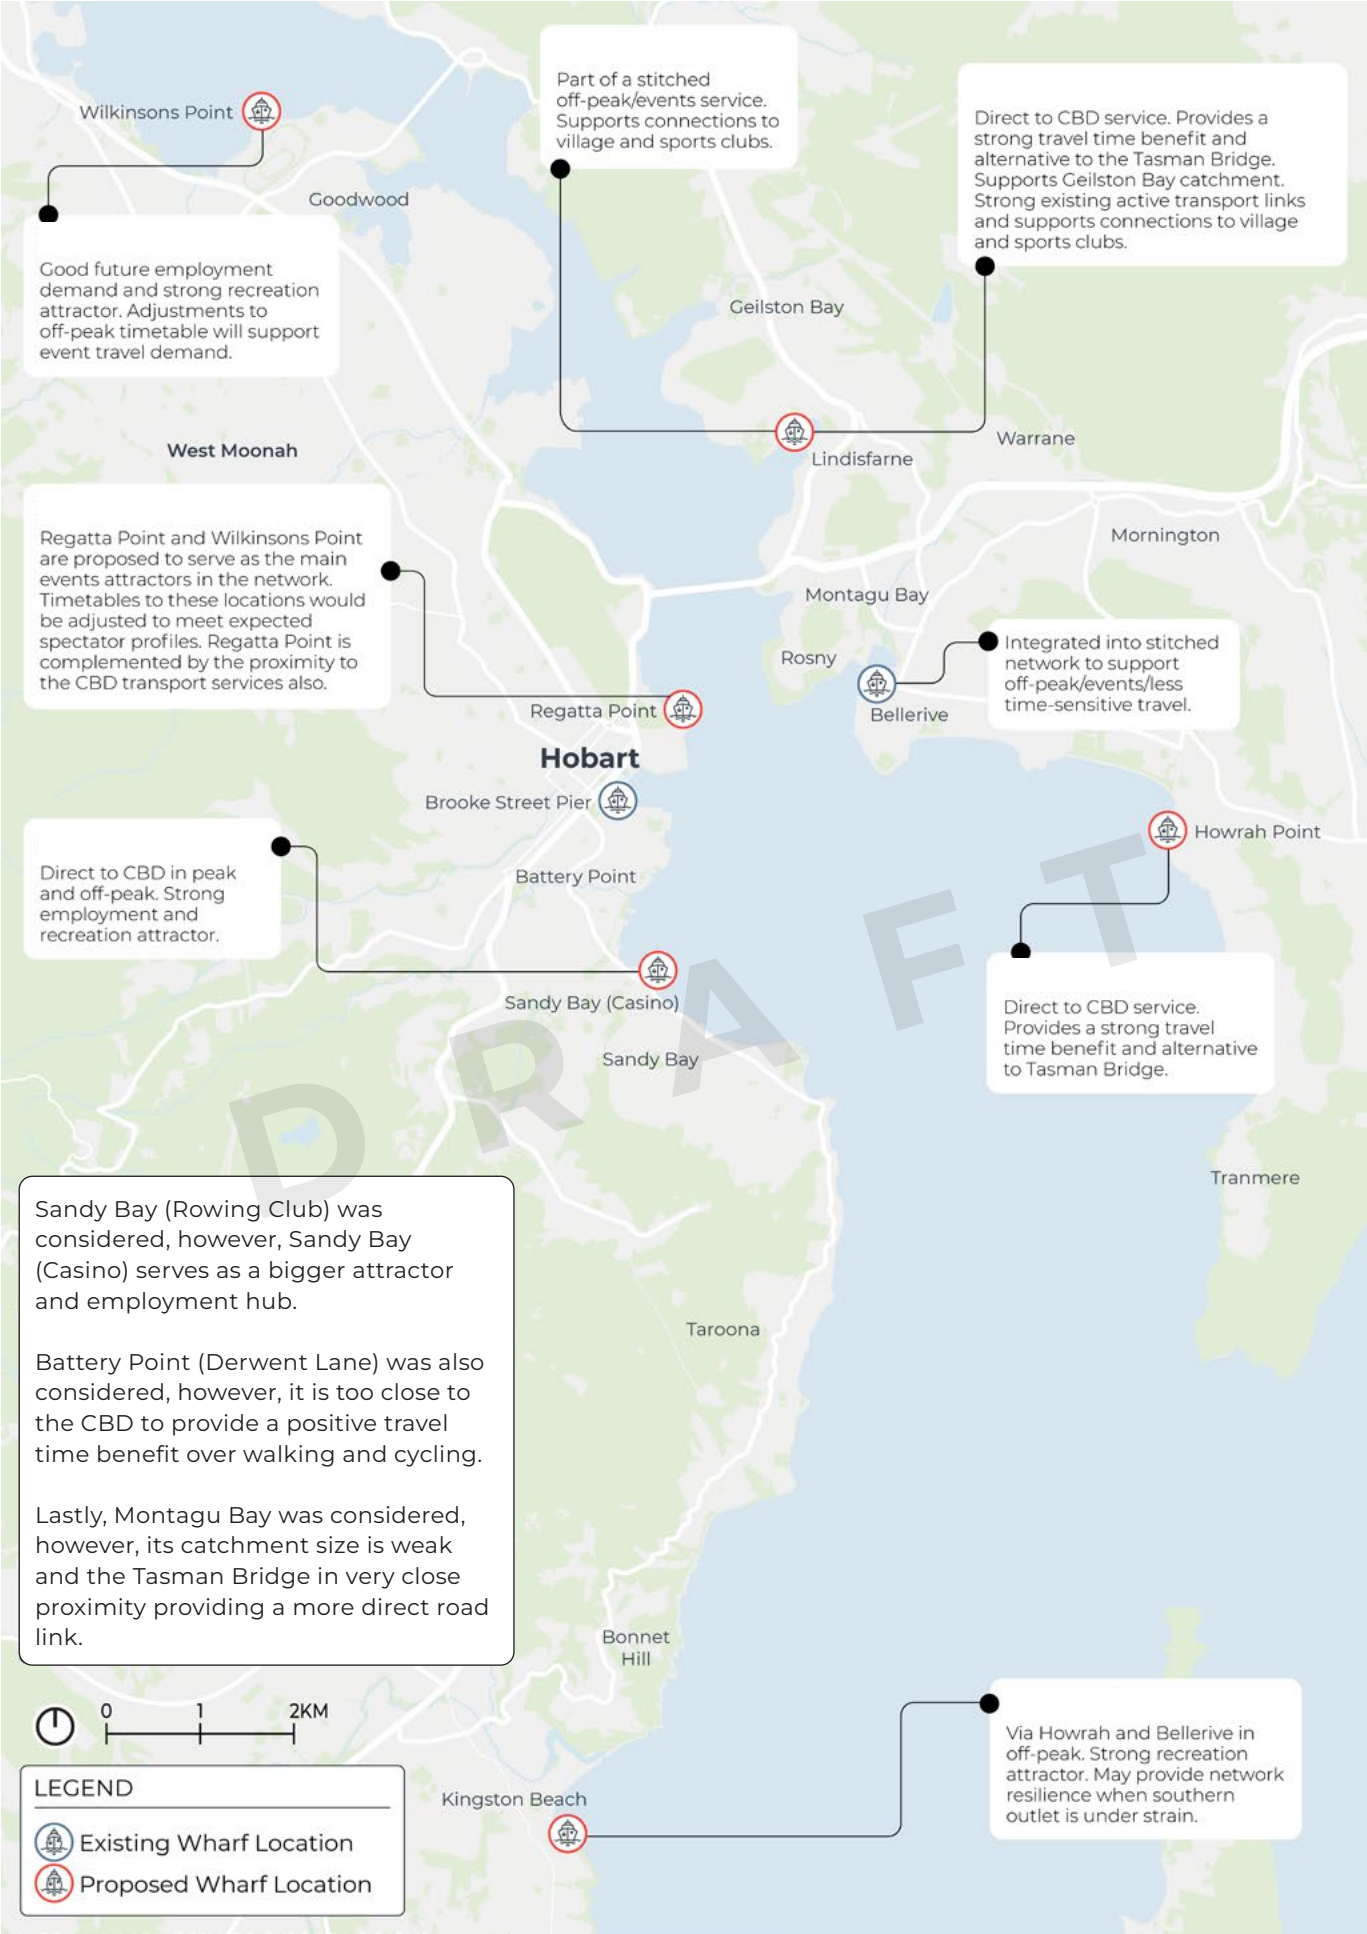 Wilkinsons Point
Part of a stitched
off-peak/events service.
Supports connections to
village and sports clubs.
Direct to CBD service. Provides a
strong travel time benefit and
alternative to the Tasman Bridge.
Supports Geilston Bay catchment.
Strong existing active transport links
and supports connections to village
and sports clubs.
Goodwood
Good future employment
demand and strong recreation
attractor. Adjustments to
off-peak timetable will support
event travel demand.
Geilston Bay
West Moonah
Warrane
Lindisfarne
Regatta Point and Wilkinsons Point
are proposed to serve as the main
events attractors in the network.
Timetables to these locations would
be adjusted to meet expected
spectator profiles. Regatta Point is
complemented by the proximity to
the CBD transport services also.
Mornington
Montagu Bay
Rosny
Integrated into stitched
network to support
off-peak/events/less
time-sensitive travel.
Regatta Point
Bellerive
Hobart
Brooke Street Pier
Howrah Point
Direct to CBD in peak
and off-peak. Strong
employment and
recreation attractor.
Battery Point
Sandy Bay (Casino)
Sandy Bay
Direct to CBD service.
Provides a strong travel
time benefit and alternative
to Tasman Bridge.
DRAFT
Tranmere
Sandy Bay (Rowing Club) was
considered, however, Sandy Bay
(Casino) serves as a bigger attractor
and employment hub.
Battery Point (Derwent Lane) was also
considered, however, it is too close to
the CBD to provide a positive travel
time benefit over walking and cycling.
Lastly, Montagu Bay was considered,
however, its catchment size is weak
and the Tasman Bridge in very close
proximity providing a more direct road
link.
Taroona
Bonnet
Hill
0 1 2KM
LEGEND
Existing Wharf Location
Proposed Wharf Location
Kingston Beach
Via Howrah and Bellerive in
off-peak. Strong recreation
attractor. May provide network
resilience when southern
outlet is under strain.